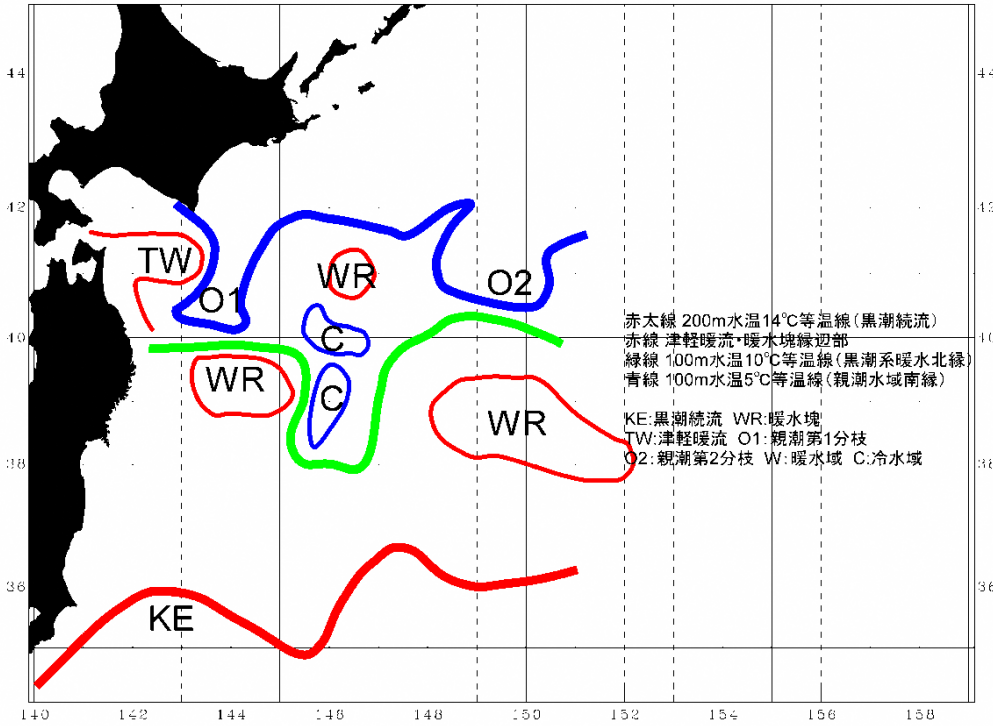 44
44
42
42
TW
WR
O1
O2
40
C
赤太線 200m水温14℃等温線(黒潮続流)
赤線 津軽暖流・暖水塊縁辺部
緑線 100m水温10℃等温線(黒潮系暖水北縁)
青線 100m水温5℃等温線(親潮水域南縁)
WR
C
WR
KE:黒潮続流 WR:暖水塊
TW:津軽暖流 O1:親潮第1分枝
O2:親潮第2分枝 W:暖水域 C:冷水域
38
38
36
36
KE
140 142 144 146 148 150 152 154 156 158